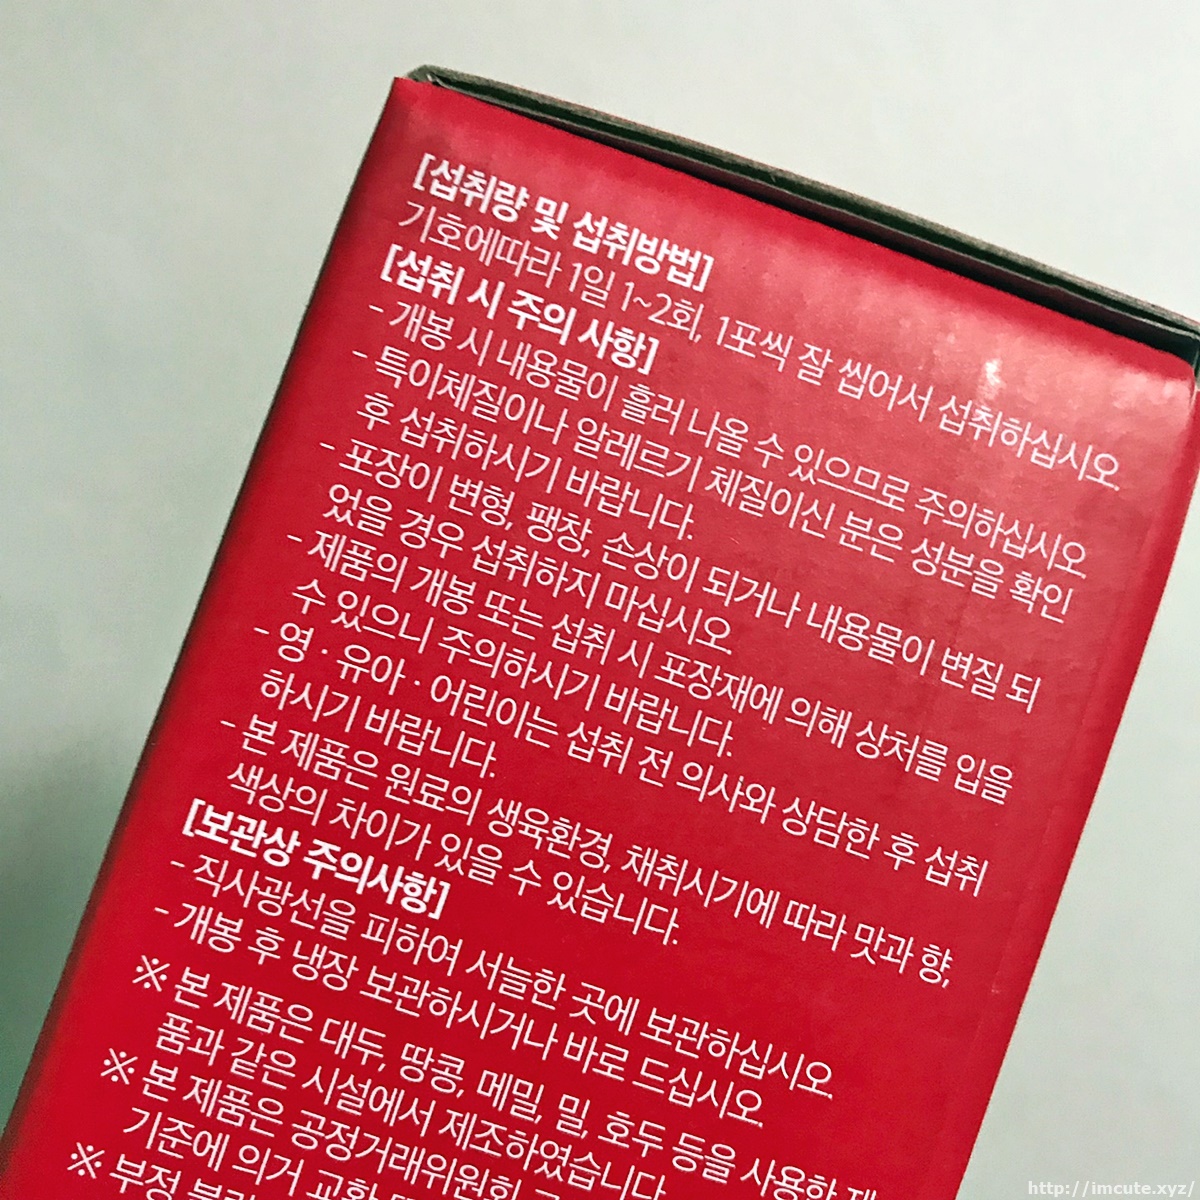 [섭취량 및 섭취방법]
기호에따라 1일 1~2회, 1포씩 잘 씹어서 섭취하십시오.
[섭취 시 주의 사항]
- 개봉 시 내용물이 흘러 나올 수 있으므로 주의하십시오
- 특이체질이나 알레르기 체질이신 분은 성분을 확인
후 섭취하시기 바랍니다.
- 포장이 변형, 팽창, 손상이 되거나 내용물이 변질 되
었을 경우 섭취하지 마십시오
- 제품의 개봉 또는 섭취 시 포장재에 의해 상처를 입을
수 있으니 주의하시기 바랍니다.
- 영·유아·어린이는 섭취 전 의사와 상담한 후 섭취
하시기 바랍니다.
- 본 제품은 원료의 생육환경, 채취시기에 따라 맛과 향,
색상의 차이가 있을 수 있습니다.
[보관상 주의사항]
- 직사광선을 피하여 서늘한 곳에 보관하십시오
- 개봉 후 냉장 보관하시거나 바로 드십시오
※ 본 제품은 대두, 땅콩, 메밀, 밀, 호두 등을 사용한 제
품과 같은 시설에서 제조하였습니다.
※ 본 제품은 공정거래위원회
기준에 의거 교환
※ 부정
http://imcute.xyz/